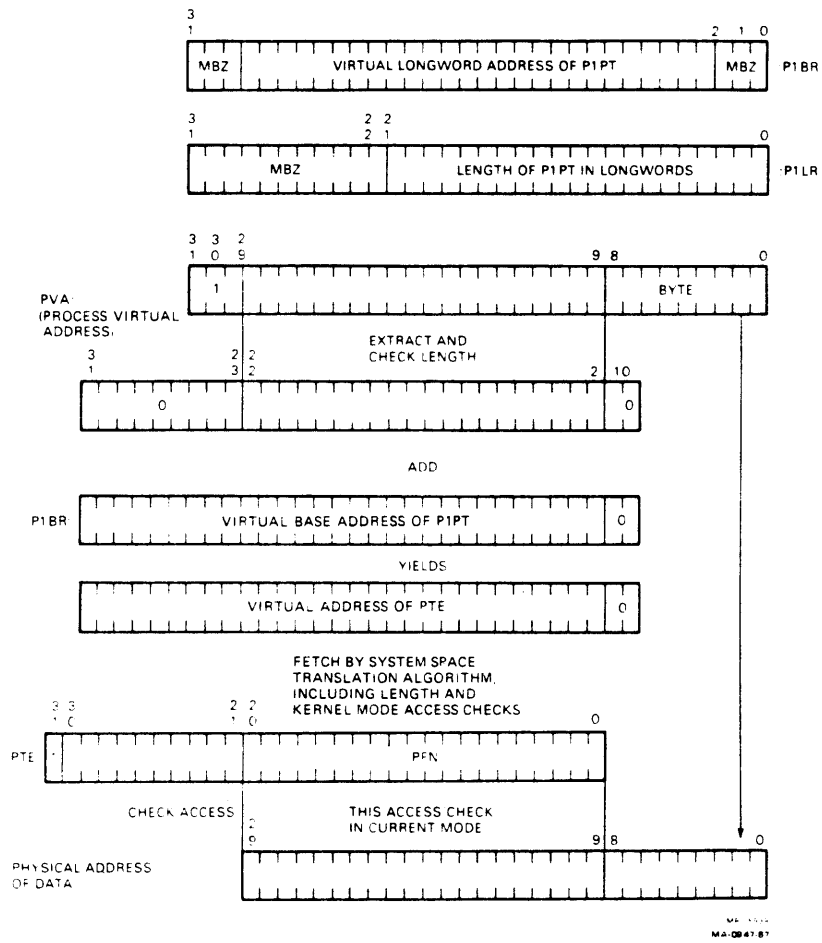 3
1 2 1 0
MBZ VIRTUAL LONGWORD ADDRESS OF P1PT MBZ P1BR
3 2 2
1 2 1 0
MBZ LENGTH OF P1PT IN LONGWORDS P1LR
3 3 2
1 0 9 9 8 0
1 BYTE
PVA:
(PROCESS VIRTUAL
ADDRESS)
EXTRACT AND
CHECK LENGTH
3 2 2
1 3 2 2 10
0 0
ADD
P1BR VIRTUAL BASE ADDRESS OF P1PT 0
YIELDS
VIRTUAL ADDRESS OF PTE 0
FETCH BY SYSTEM SPACE
TRANSLATION ALGORITHM,
INCLUDING LENGTH AND
KERNEL MODE ACCESS CHECKS
3 3 2 2
1 0 1 0 0
PTE 1 PFN
CHECK ACCESS THIS ACCESS CHECK
IN CURRENT MODE
2
9 9 8 0
PHYSICAL ADDRESS
OF DATA
MA-0947-87